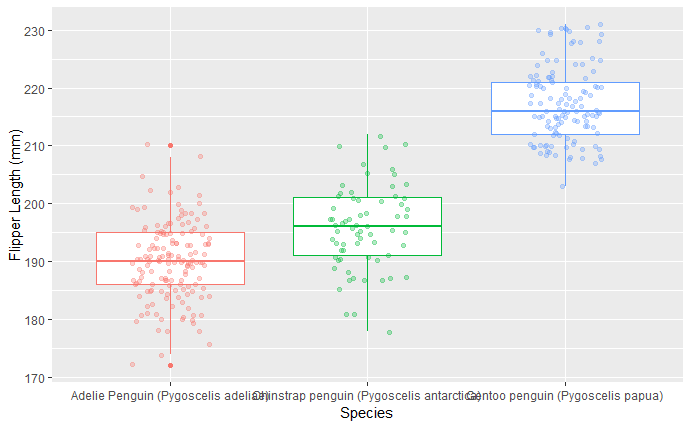 230
220
210
200
190
180
170
Flipper Length (mm)
Adelie Penguin (Pygoscelis adeliae)
Chinstrap penguin (Pygoscelis antarctica)
Gentoo penguin (Pygoscelis papua)
Species